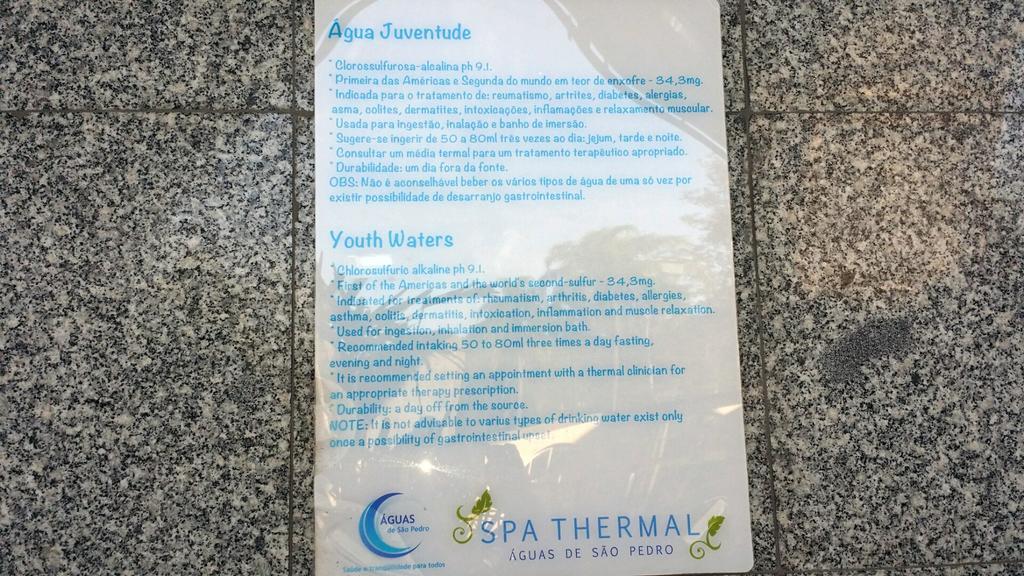 Água Juventude
* Clorossulfurosa-alcalina ph 9.1.
* Primeira das Américas e Segunda do mundo em teor de enxofre - 34,3mg.
* Indicada para o tratamento de: reumatismo, artrites, diabetes, alergias,
asma, colites, dermatites, intoxicações, inflamações e relaxamento muscular.
* Usada para ingestão, inalação e banho de imersão.
* Sugere-se ingerir de 50 a 80ml três vezes ao dia: jejum, tarde e noite.
* Consultar um média termal para um tratamento terapêutico apropriado.
* Durabilidade: um dia fora da fonte.
OBS: Não é aconselhável beber os vários tipos de água de uma só vez por
existir possibilidade de desarranjo gastrointestinal.
Youth Waters
* Chlorosulfuric alkaline ph 9.1.
* First of the Americas and the world's second-sulfur - 34,3mg.
* Indicated for treatments of: rheumatism, arthritis, diabetes, allergies,
asthma, colitis, dermatitis, intoxication, inflammation and muscle relaxation.
* Used for ingestion, inhalation and immersion bath.
* Recommended intaking 50 to 80ml three times a day fasting,
evening and night.
* It is recommended setting an appointment with a thermal clinician for
an appropriate therapy prescription.
* Durability: a day off from the source.
NOTE: It is not advisable to varius types of drinking water exist only
once a possibility of gastrointestinal upset.
ÁGUAS
de São Pedro
Saúde e tranquilidade para todos
SPA THERMAL
ÁGUAS DE SÃO PEDRO